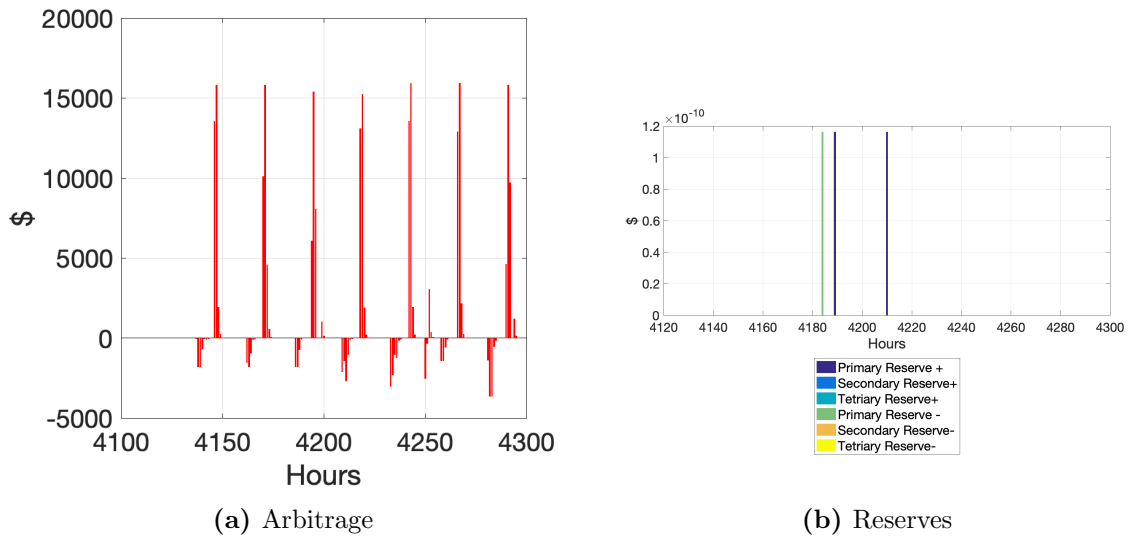 20000
15000
10000
5000
0
-5000
$
4100 4150 4200 4250 4300
Hours
(a) Arbitrage
×10^-10
1.2
1
0.8
0.6
0.4
0.2
0
$
4120 4140 4160 4180 4200 4220 4240 4260 4280 4300
Hours
Primary Reserve +
Secondary Reserve+
Tetriary Reserve+
Primary Reserve -
Secondary Reserve-
Tetriary Reserve-
(b) Reserves